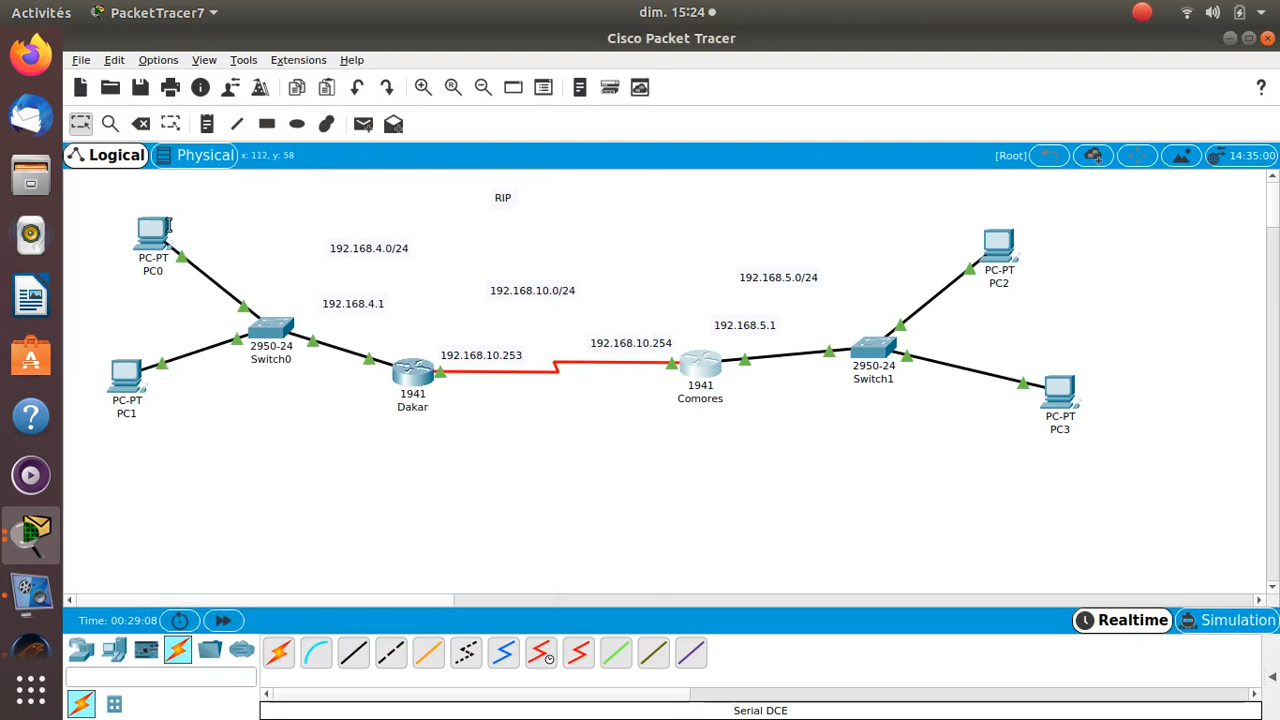 Activités
PacketTracer7
dim. 15:24
Cisco Packet Tracer
File Edit Options View Tools Extensions Help
Logical
Physical
x: 112, y: 58
[Root]
14:35:00
RIP
192.168.4.0/24
192.168.10.0/24
192.168.5.0/24
192.168.4.1
192.168.5.1
192.168.10.253
192.168.10.254
PC-PT
PC0
PC-PT
PC1
2950-24
Switch0
1941
Dakar
1941
Comores
2950-24
Switch1
PC-PT
PC2
PC-PT
PC3
Time: 00:29:08
Realtime
Simulation
Serial DCE